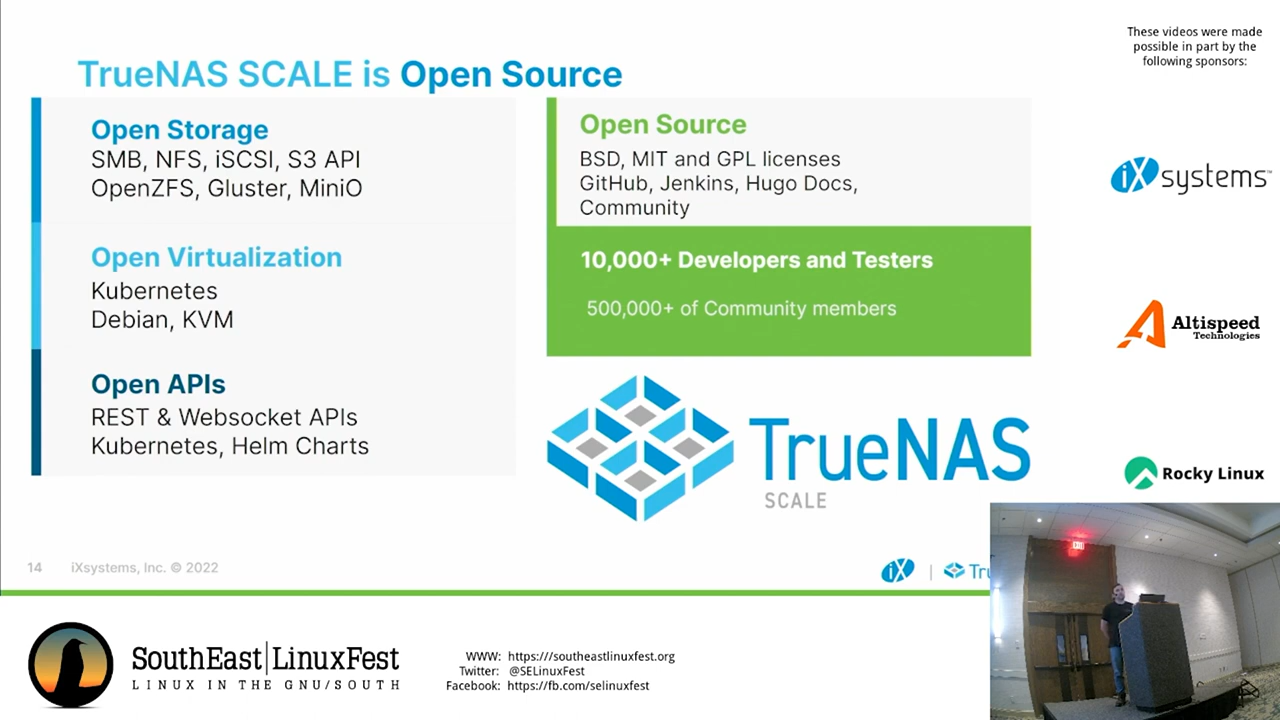 TrueNAS SCALE is Open Source
Open Storage
SMB, NFS, iSCSI, S3 API
OpenZFS, Gluster, MiniO
Open Virtualization
Kubernetes
Debian, KVM
Open APIs
REST & Websocket APIs
Kubernetes, Helm Charts
Open Source
BSD, MIT and GPL licenses
GitHub, Jenkins, Hugo Docs,
Community
10,000+ Developers and Testers
500,000+ of Community members
TrueNAS
SCALE
14 iXsystems, Inc. © 2022
iX | Tru
These videos were made
possible in part by the
following sponsors:
iXsystems™
Altispeed
Technologies
Rocky Linux
EXIT
SouthEast|LinuxFest
LINUX IN THE GNU/SOUTH
WWW: https://southeastlinuxfest.org
Twitter: @SELinuxFest
Facebook: https://fb.com/selinuxfest